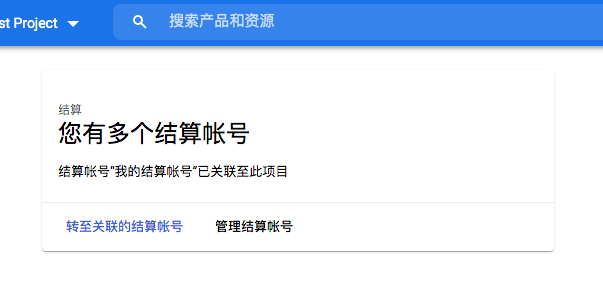 st Project
搜索产品和资源
结算
您有多个结算帐号
结算帐号“我的结算帐号”已关联至此项目
转至关联的结算帐号
管理结算帐号